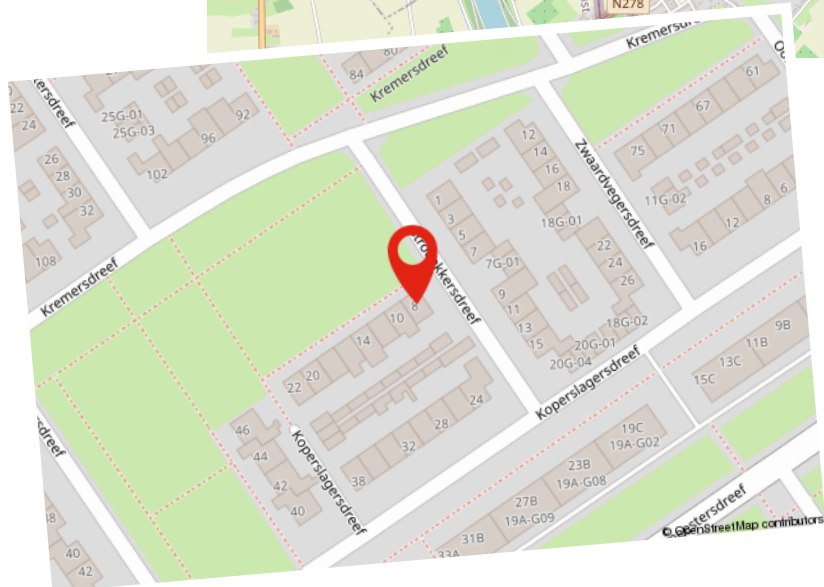 N278
Kremersdreef
61
67
71
75
80
84
Kremersdreef
12
14
16
18
Zwaardvegersdreef
11G-02
6
8
12
16
25G-01
25G-03
92
96
102
22
24
26
28
30
32
108
Kremersdreef
1
3
5
7
7G-01
18G-01
22
24
26
18G-02
9
11
13
15
20G-01
20G-04
8
10
14
20
22
Koperslagersdreef
9B
11B
13C
15C
24
28
32
38
46
44
42
40
Koperslagersdreef
19C
19A-G02
23B
19A-G08
27B
19A-G09
31B
33A
40
42
© OpenStreetMap contributors